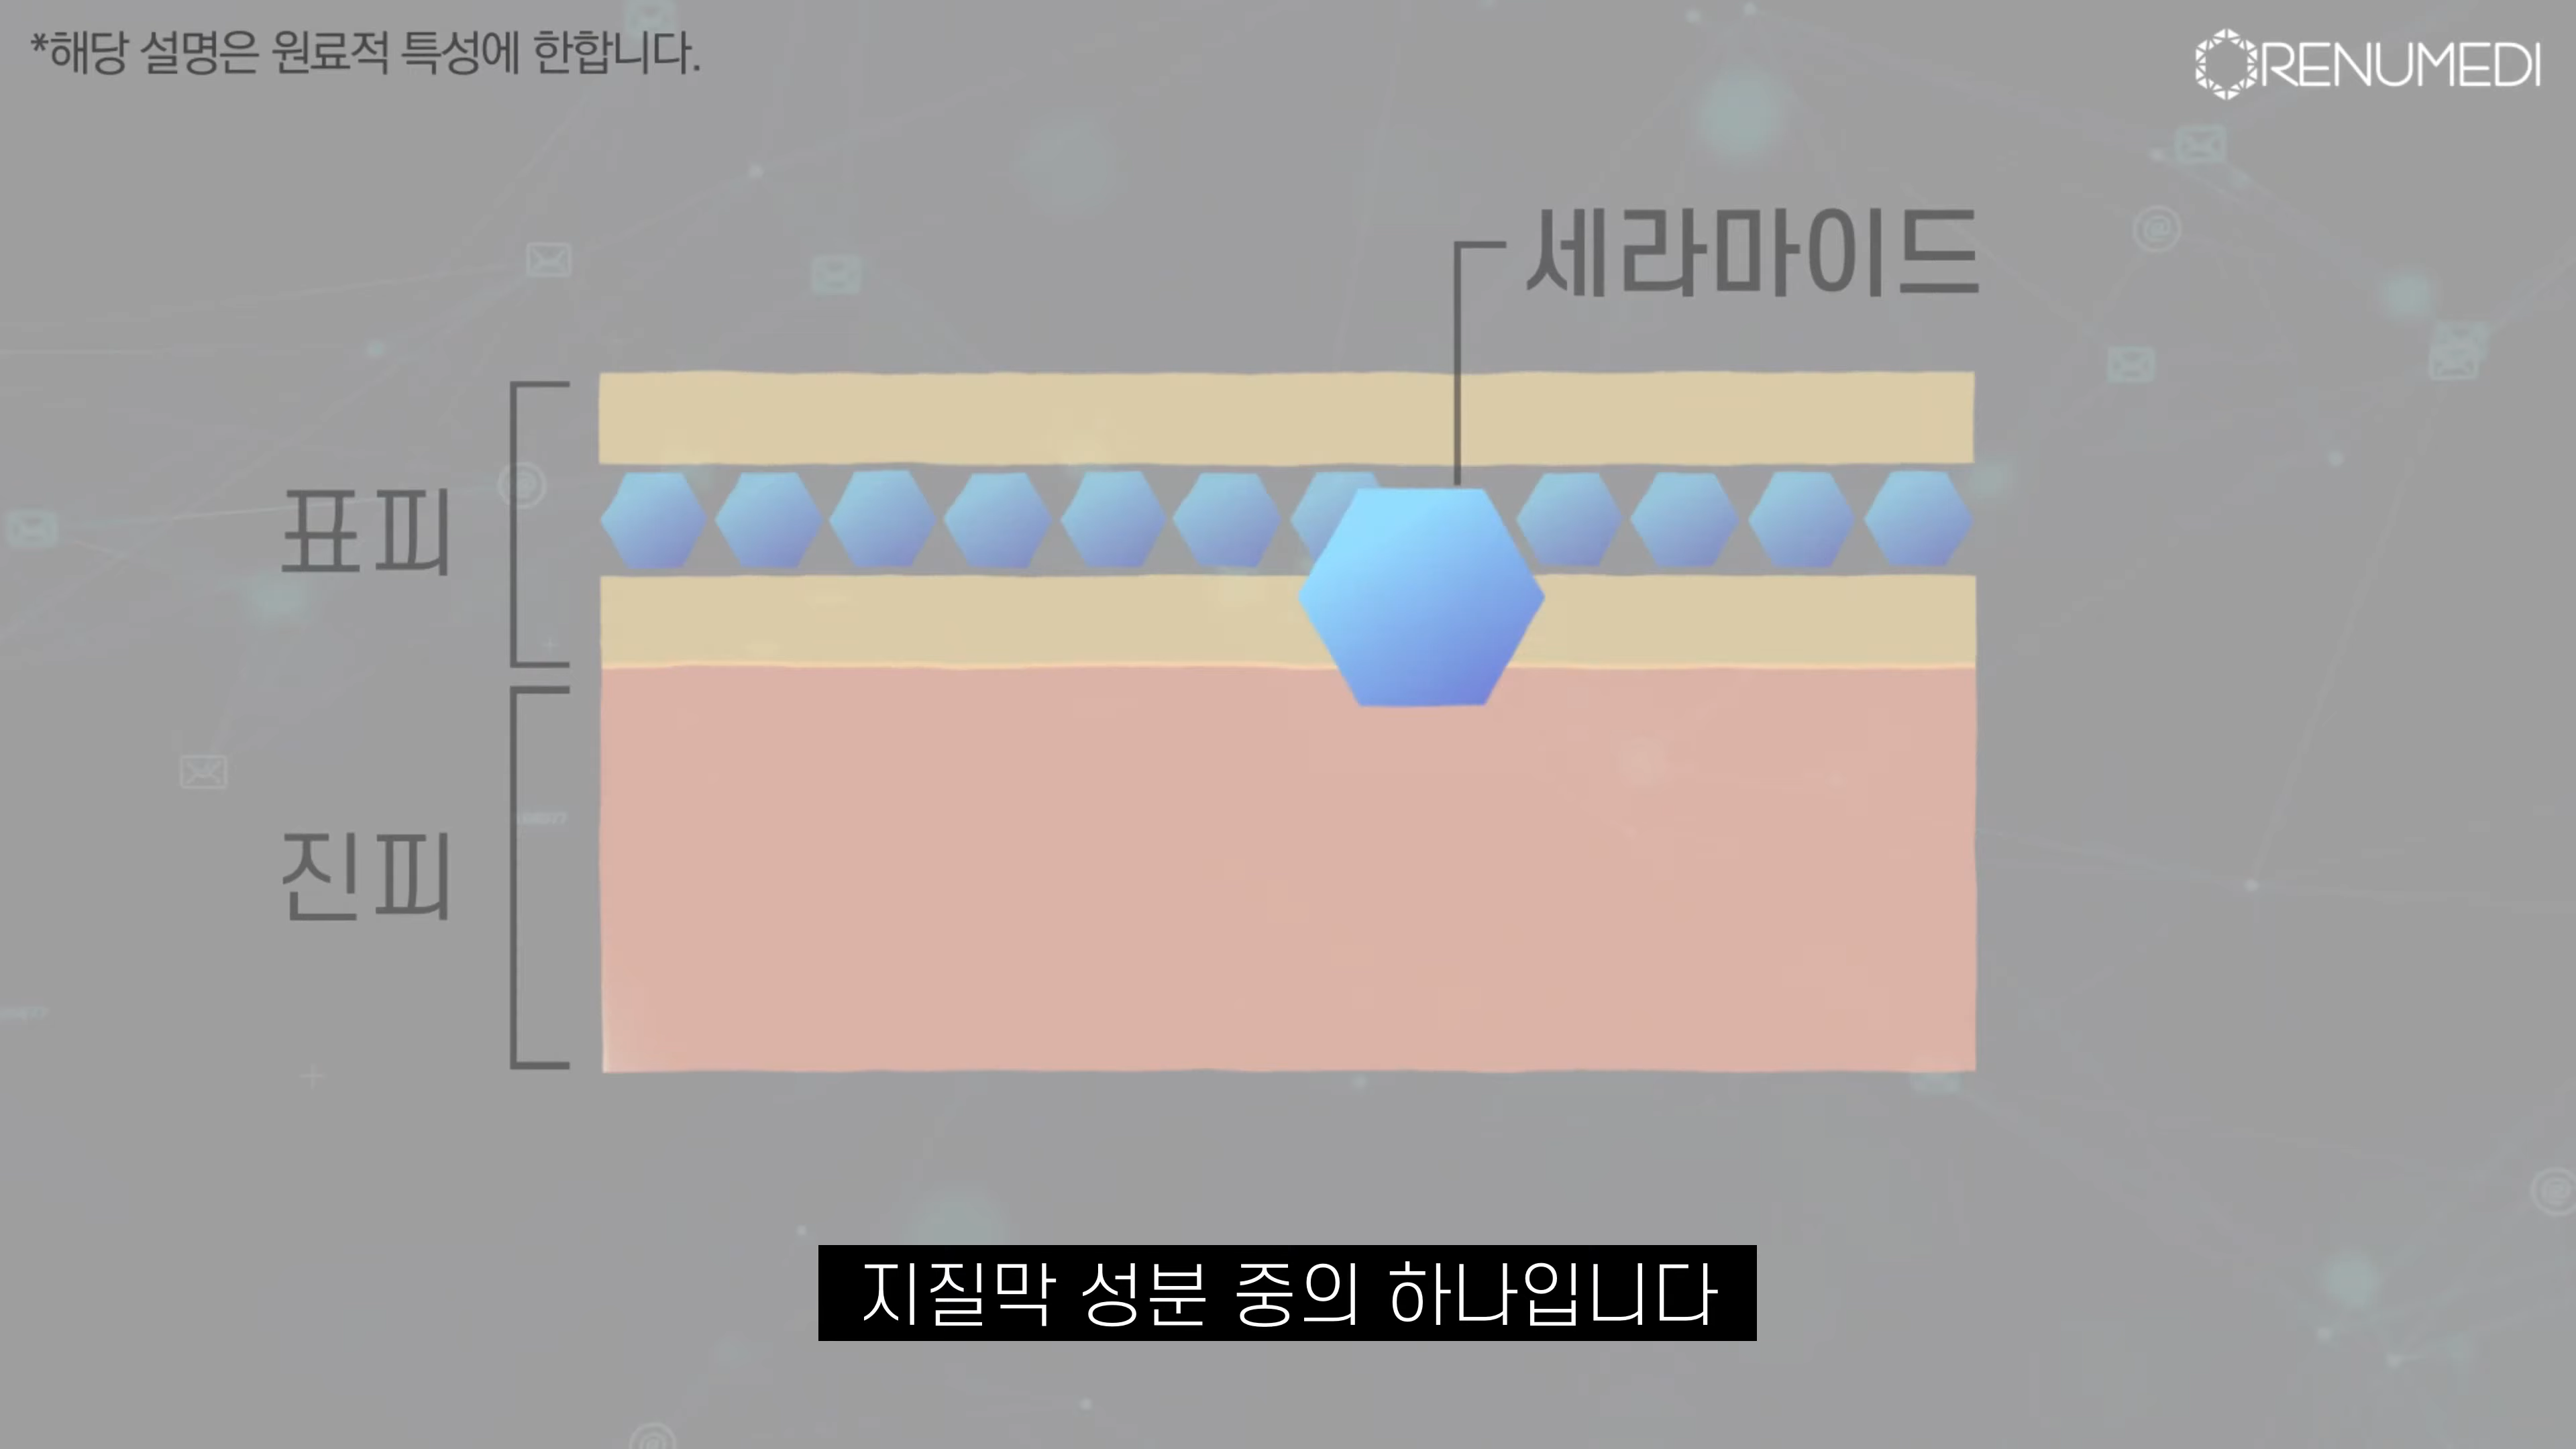 *해당 설명은 원료적 특성에 한합니다.
RENUMEDI
세라마이드
표피
진피
지질막 성분 중의 하나입니다